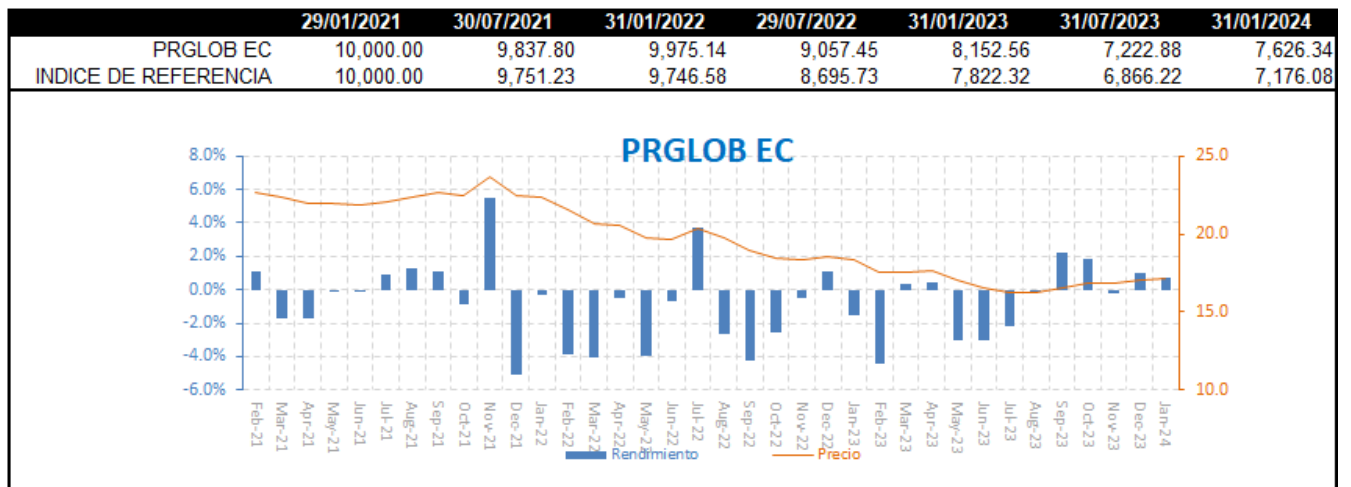 29/01/2021 30/07/2021 31/01/2022 29/07/2022 31/01/2023 31/07/2023 31/01/2024
PRGLOB EC 10,000.00 9,837.80 9,975.14 9,057.45 8,152.56 7,222.88 7,626.34
INDICE DE REFERENCIA 10,000.00 9,751.23 9,746.58 8,695.73 7,822.32 6,866.22 7,176.08
PRGLOB EC
8.0% 25.0
6.0%
4.0%
20.0
2.0%
0.0%
15.0
-2.0%
-4.0%
-6.0% 10.0
Feb-21 Mar-21 Apr-21 May-21 Jun-21 Jul-21 Aug-21 Sep-21 Oct-21 Nov-21 Dec-21 Jan-22 Feb-22 Mar-22 Apr-22 May-22 Jun-22 Jul-22 Aug-22 Sep-22 Oct-22 Nov-22 Dec-22 Jan-23 Feb-23 Mar-23 Apr-23 May-23 Jun-23 Jul-23 Aug-23 Sep-23 Oct-23 Nov-23 Dec-23 Jan-24
Rendimiento Precio